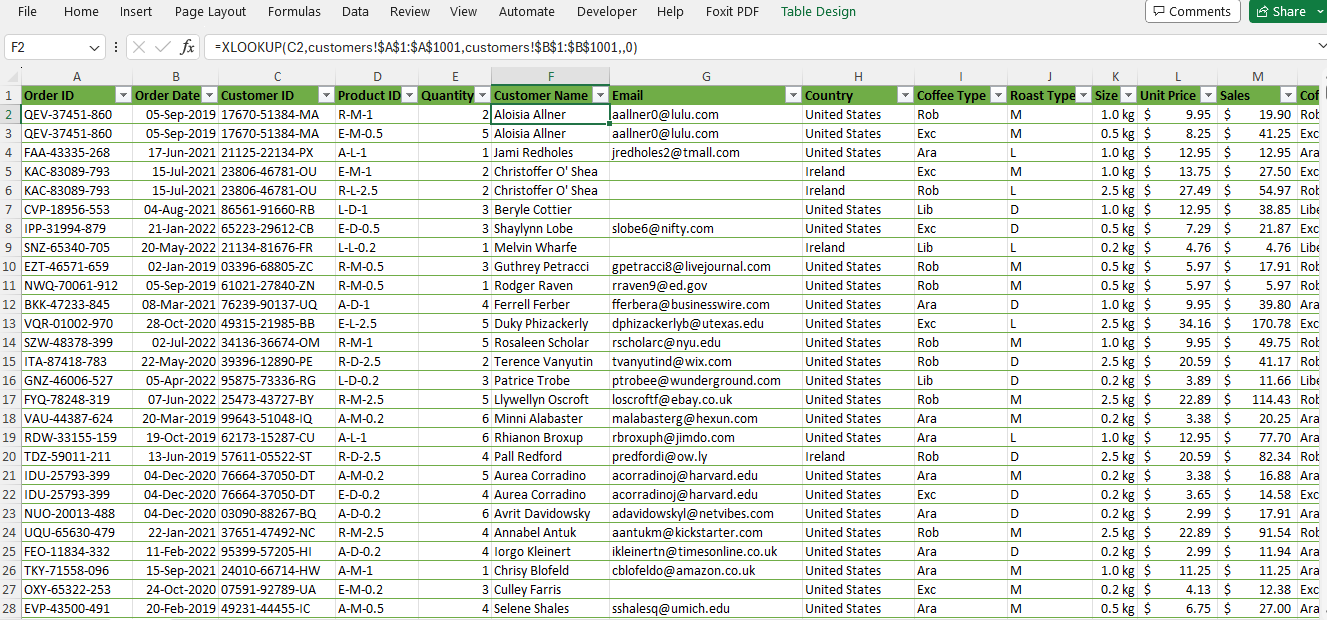 File Home Insert Page Layout Formulas Data Review View Automate Developer Help Foxit PDF Table Design Comments Share
F2 fx =XLOOKUP(C2,customers!$A$1:$A$1001,customers!$B$1:$B$1001,,0)
A B C D E F G H I J K L M
1 Order ID Order Date Customer ID Product ID Quantity Customer Name Email Country Coffee Type Roast Type Size Unit Price Sales Cof
2 QEV-37451-860 05-Sep-2019 17670-51384-MA R-M-1 2 Aloisia Allner aallner0@lulu.com United States Rob M 1.0 kg $ 9.95 $ 19.90 Rob
3 QEV-37451-860 05-Sep-2019 17670-51384-MA E-M-0.5 5 Aloisia Allner aallner0@lulu.com United States Exc M 0.5 kg $ 8.25 $ 41.25 Exc
4 FAA-43335-268 17-Jun-2021 21125-22134-PX A-L-1 1 Jami Redholes jredholes2@tmall.com United States Ara L 1.0 kg $ 12.95 $ 12.95 Ara
5 KAC-83089-793 15-Jul-2021 23806-46781-OU E-M-1 2 Christoffer O' Shea Ireland Exc M 1.0 kg $ 13.75 $ 27.50 Exc
6 KAC-83089-793 15-Jul-2021 23806-46781-OU R-L-2.5 2 Christoffer O' Shea Ireland Rob L 2.5 kg $ 27.49 $ 54.97 Rob
7 CVP-18956-553 04-Aug-2021 86561-91660-RB L-D-1 3 Beryle Cottier United States Lib D 1.0 kg $ 12.95 $ 38.85 Libe
8 IPP-31994-879 21-Jan-2022 65223-29612-CB E-D-0.5 3 Shaylynn Lobe slobe6@nifty.com United States Exc D 0.5 kg $ 7.29 $ 21.87 Exc
9 SNZ-65340-705 20-May-2022 21134-81676-FR L-L-0.2 1 Melvin Wharfe Ireland Lib L 0.2 kg $ 4.76 $ 4.76 Libe
10 EZT-46571-659 02-Jan-2019 03396-68805-ZC R-M-0.5 3 Guthrey Petracci gpetracci8@livejournal.com United States Rob M 0.5 kg $ 5.97 $ 17.91 Rob
11 NWQ-70061-912 05-Sep-2019 61021-27840-ZN R-M-0.5 1 Rodger Raven rraven9@ed.gov United States Rob M 0.5 kg $ 5.97 $ 5.97 Rob
12 BKK-47233-845 08-Mar-2021 76239-90137-UQ A-D-1 4 Ferrell Ferber fferbera@businesswire.com United States Ara D 1.0 kg $ 9.95 $ 39.80 Ara
13 VQR-01002-970 28-Oct-2020 49315-21985-BB E-L-2.5 5 Duky Phizackerly dphizackerlyb@utexas.edu United States Exc L 2.5 kg $ 34.16 $ 170.78 Exc
14 SZW-48378-399 02-Jul-2022 34136-36674-OM R-M-1 5 Rosaleen Scholar rscholarc@nyu.edu United States Rob M 1.0 kg $ 9.95 $ 49.75 Rob
15 ITA-87418-783 22-May-2020 39396-12890-PE R-D-2.5 2 Terence Vanyutin tvanyutind@wix.com United States Rob D 2.5 kg $ 20.59 $ 41.17 Rob
16 GNZ-46006-527 05-Apr-2022 95875-73336-RG L-D-0.2 3 Patrice Trobe ptrobee@wunderground.com United States Lib D 0.2 kg $ 3.89 $ 11.66 Libe
17 FYQ-78248-319 07-Jun-2022 25473-43727-BY R-M-2.5 5 Llywellyn Oscroft loscroftf@ebay.co.uk United States Rob M 2.5 kg $ 22.89 $ 114.43 Rob
18 VAU-44387-624 20-Mar-2019 99643-51048-IQ A-M-0.2 6 Minni Alabaster malabasterg@hexun.com United States Ara M 0.2 kg $ 3.38 $ 20.25 Ara
19 RDW-33155-159 19-Oct-2019 62173-15287-CU A-L-1 6 Rhianon Broxup rbroxuph@jimdo.com United States Ara L 1.0 kg $ 12.95 $ 77.70 Ara
20 TDZ-59011-211 13-Jun-2019 57611-05522-ST R-D-2.5 4 Pall Redford predfordi@ow.ly Ireland Rob D 2.5 kg $ 20.59 $ 82.34 Rob
21 IDU-25793-399 04-Dec-2020 76664-37050-DT A-M-0.2 5 Aurea Corradino acorradinoj@harvard.edu United States Ara M 0.2 kg $ 3.38 $ 16.88 Ara
22 IDU-25793-399 04-Dec-2020 76664-37050-DT E-D-0.2 4 Aurea Corradino acorradinoj@harvard.edu United States Exc D 0.2 kg $ 3.65 $ 14.58 Exc
23 NUO-20013-488 04-Dec-2020 03090-88267-BQ A-D-0.2 6 Avrit Davidowsky adavidowskyl@netvibes.com United States Ara D 0.2 kg $ 2.99 $ 17.91 Ara
24 UQU-65630-479 22-Jan-2021 37651-47492-NC R-M-2.5 4 Annabel Antuk aantukm@kickstarter.com United States Rob M 2.5 kg $ 22.89 $ 91.54 Rob
25 FEO-11834-332 11-Feb-2022 95399-57205-HI A-D-0.2 4 Iorgo Kleinert ikleinertn@timesonline.co.uk United States Ara D 0.2 kg $ 2.99 $ 11.94 Ara
26 TKY-71558-096 15-Sep-2021 24010-66714-HW A-M-1 1 Chrisy Blofeld cblofeldo@amazon.co.uk United States Ara M 1.0 kg $ 11.25 $ 11.25 Ara
27 OXY-65322-253 24-Oct-2020 07591-92789-UA E-M-0.2 3 Culley Farris United States Exc M 0.2 kg $ 4.13 $ 12.38 Exc
28 EVP-43500-491 20-Feb-2019 49231-44455-IC A-M-0.5 4 Selene Shales sshalesq@umich.edu United States Ara M 0.5 kg $ 6.75 $ 27.00 Ara